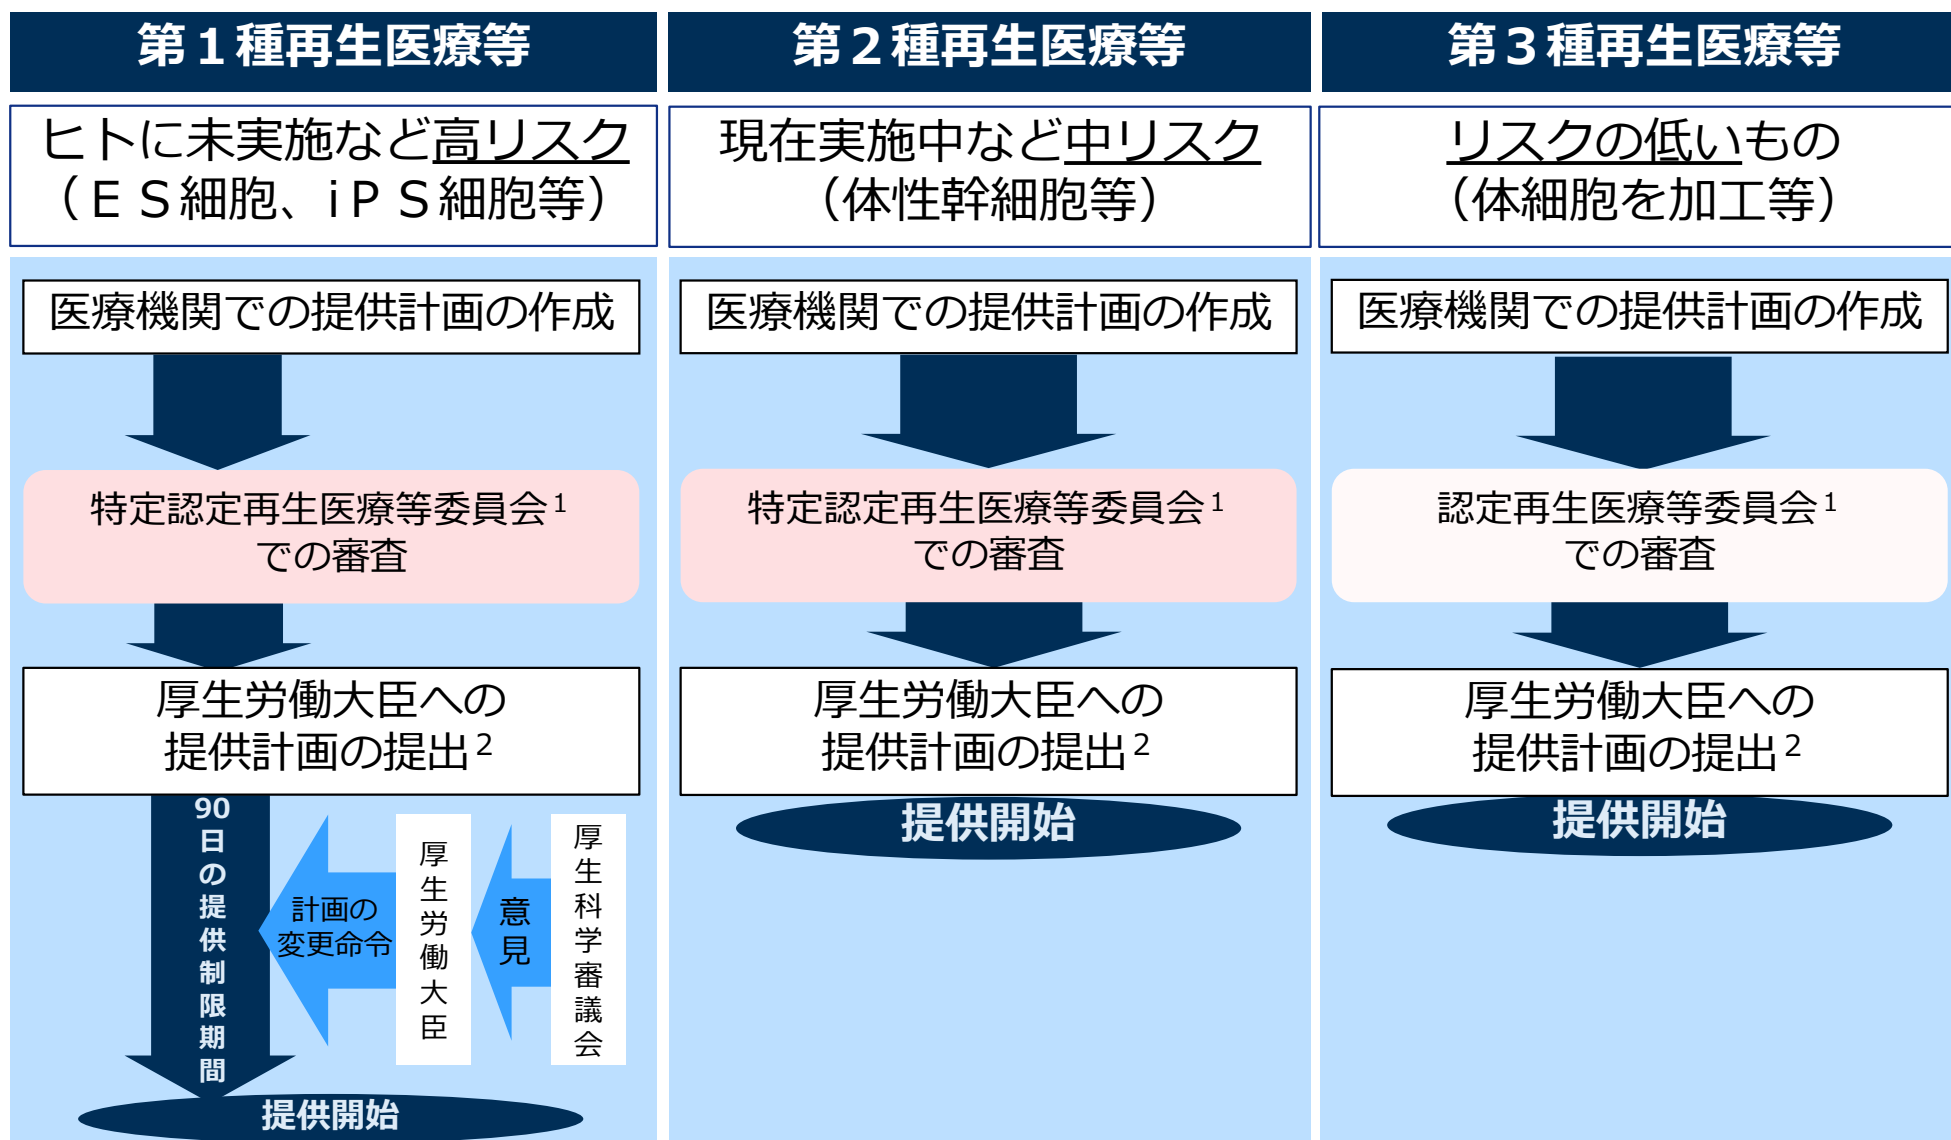 第１種再生医療等
ヒトに未実施など高リスク
（ＥＳ細胞、iＰＳ細胞等）
医療機関での提供計画の作成
特定認定再生医療等委員会1
での審査
厚生労働大臣への
提供計画の提出2
90日の提供制限期間
計画の
変更命令
厚生労働大臣
意見
厚生科学審議会
提供開始
第２種再生医療等
現在実施中など中リスク
（体性幹細胞等）
医療機関での提供計画の作成
特定認定再生医療等委員会1
での審査
厚生労働大臣への
提供計画の提出2
提供開始
第３種再生医療等
リスクの低いもの
（体細胞を加工等）
医療機関での提供計画の作成
認定再生医療等委員会1
での審査
厚生労働大臣への
提供計画の提出2
提供開始